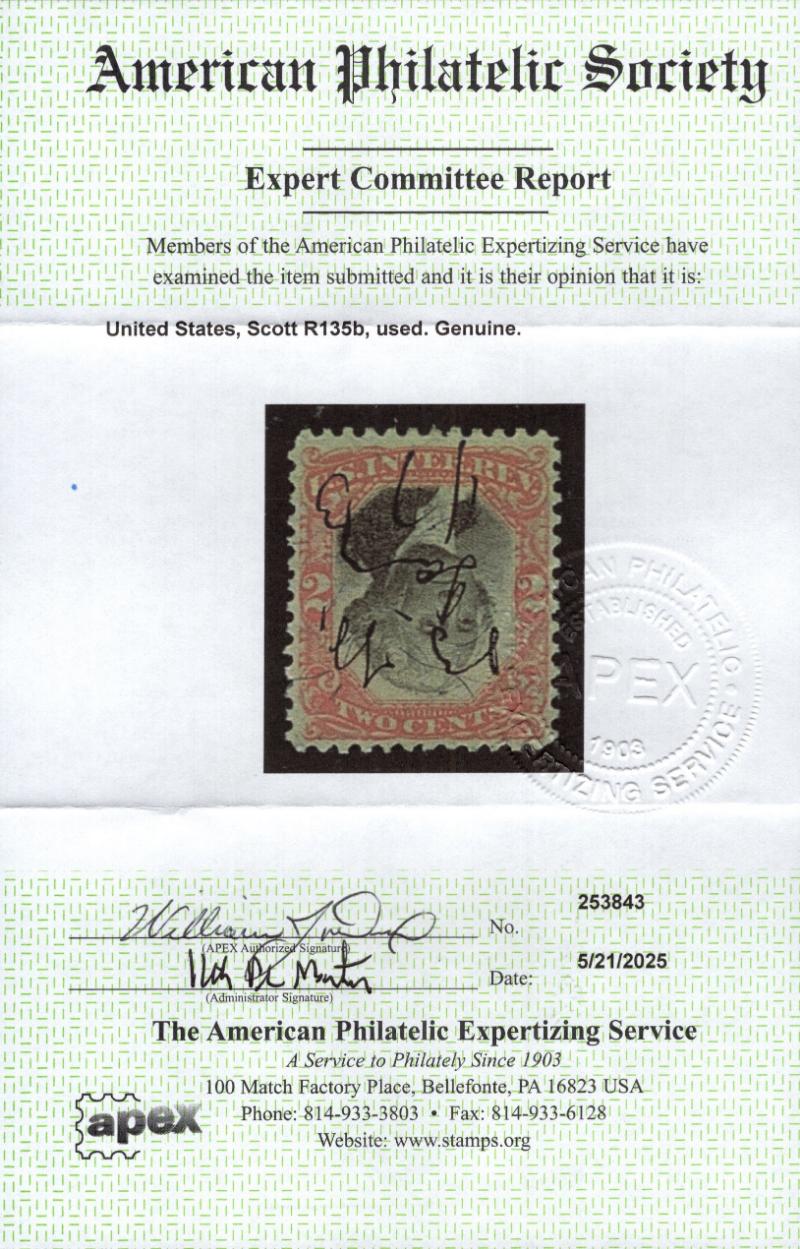 American Philatelic Society
Expert Committee Report
Members of the American Philatelic Expertizing Service have
examined the item submitted and it is their opinion that it is:
United States, Scott R135b, used. Genuine.
U.S. INTER. REV.
2 2
TWO CENTS
AMERICAN PHILATELIC
ESTABLISHED
APEX
1903
EXPERTIZING SERVICE
(APEX Authorized Signature)
No. 253843
(Administrator Signature)
Date: 5/21/2025
The American Philatelic Expertizing Service
A Service to Philately Since 1903
100 Match Factory Place, Bellefonte, PA 16823 USA
Phone: 814-933-3803 • Fax: 814-933-6128
Website: www.stamps.org
apex